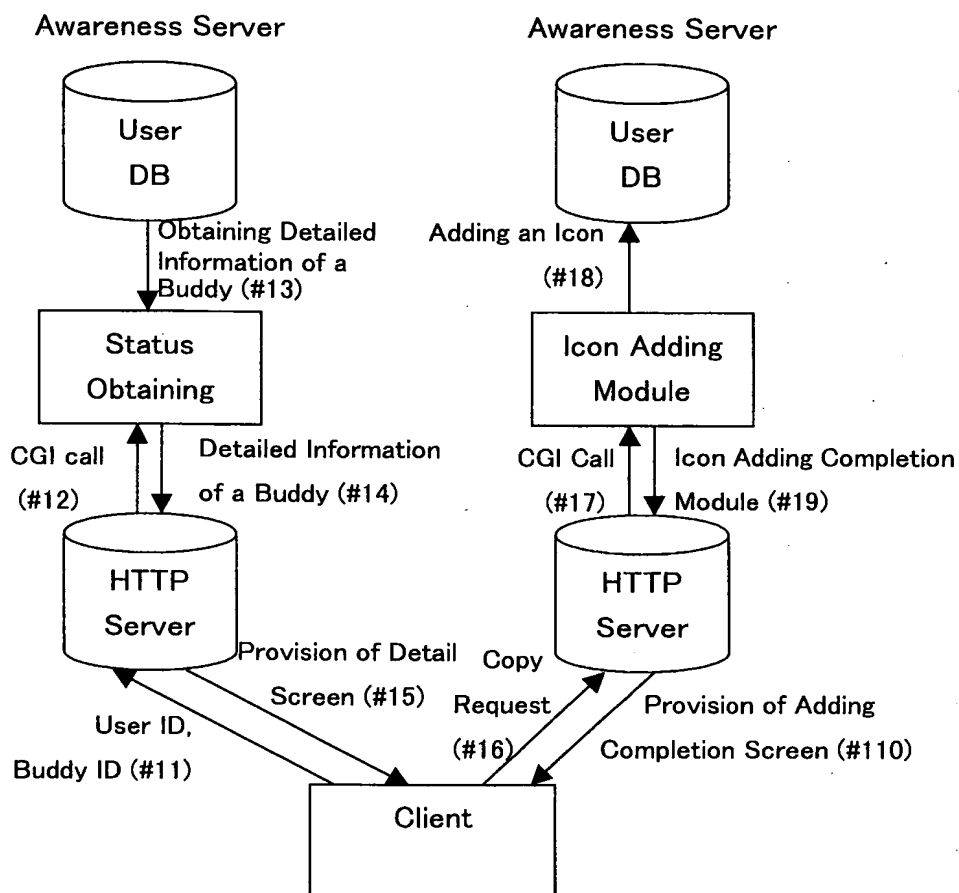 Awareness Server
Awareness Server
User
DB
User
DB
Obtaining Detailed
Information of a
Buddy (#13)
Adding an Icon
(#18)
Status
Obtaining
Icon Adding
Module
CGI call
(#12)
Detailed Information
of a Buddy (#14)
CGI Call
(#17)
Icon Adding Completion
Module (#19)
HTTP
Server
HTTP
Server
Provision of Detail
Screen (#15)
User ID,
Buddy ID (#11)
Copy
Request
(#16)
Provision of Adding
Completion Screen (#110)
Client